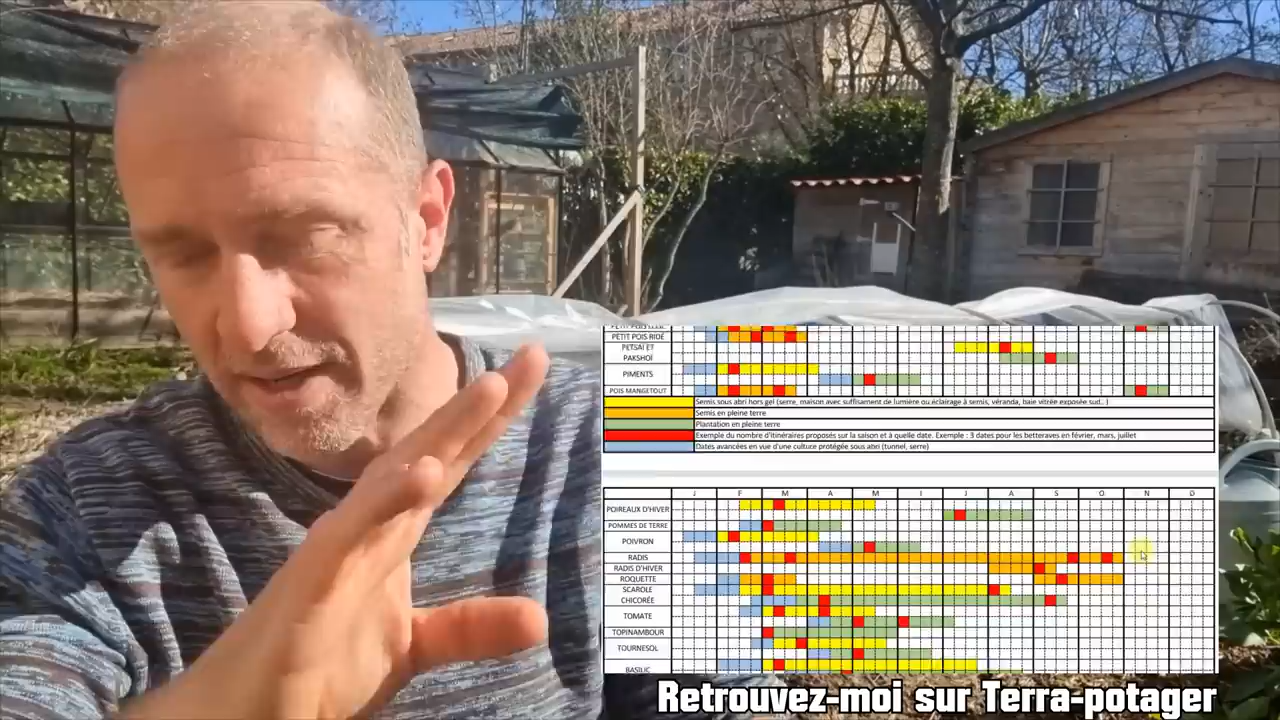 PETIT POIS RIDÉ
PETSAI ET
PAKSHOÏ
PIMENTS
POIS MANGETOUT
Semis sous abri hors gel (serre, maison avec suffisament de lumière ou éclairage à semis, véranda, baie vitrée exposée sud..)
Semis en pleine terre
Plantation en pleine terre
Exemple du nombre d'itinéraires proposés sur la saison et à quelle date. Exemple : 3 dates pour les betteraves en février, mars, juillet
Dates avancées en vue d'une culture protégée sous abri (tunnel, serre)
J F M A M J J A S O N D
POIREAUX D'HIVER
POMMES DE TERRE
POIVRON
RADIS
RADIS D'HIVER
ROQUETTE
SCAROLE
CHICORÉE
TOMATE
TOPINAMBOUR
TOURNESOL
BASILIC
Retrouvez-moi sur Terra-potager